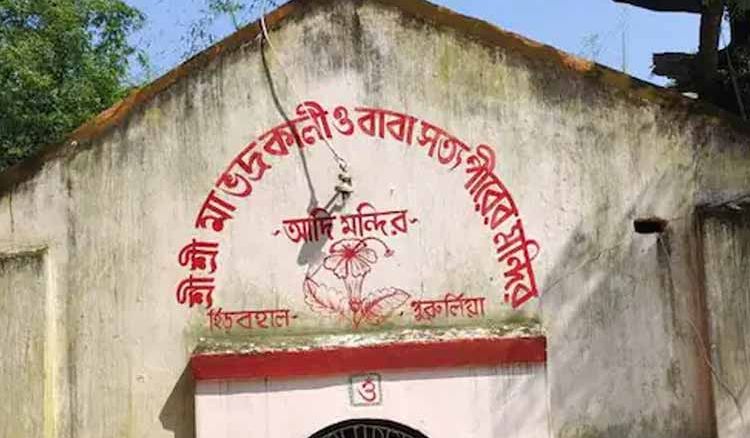 শ্রী শ্রী মা ভদ্রকালী ও বাবা সত্য পীরের মন্দির
-আদি মন্দির-
হিড়বহাল- - পুরুলিয়া
ওঁ